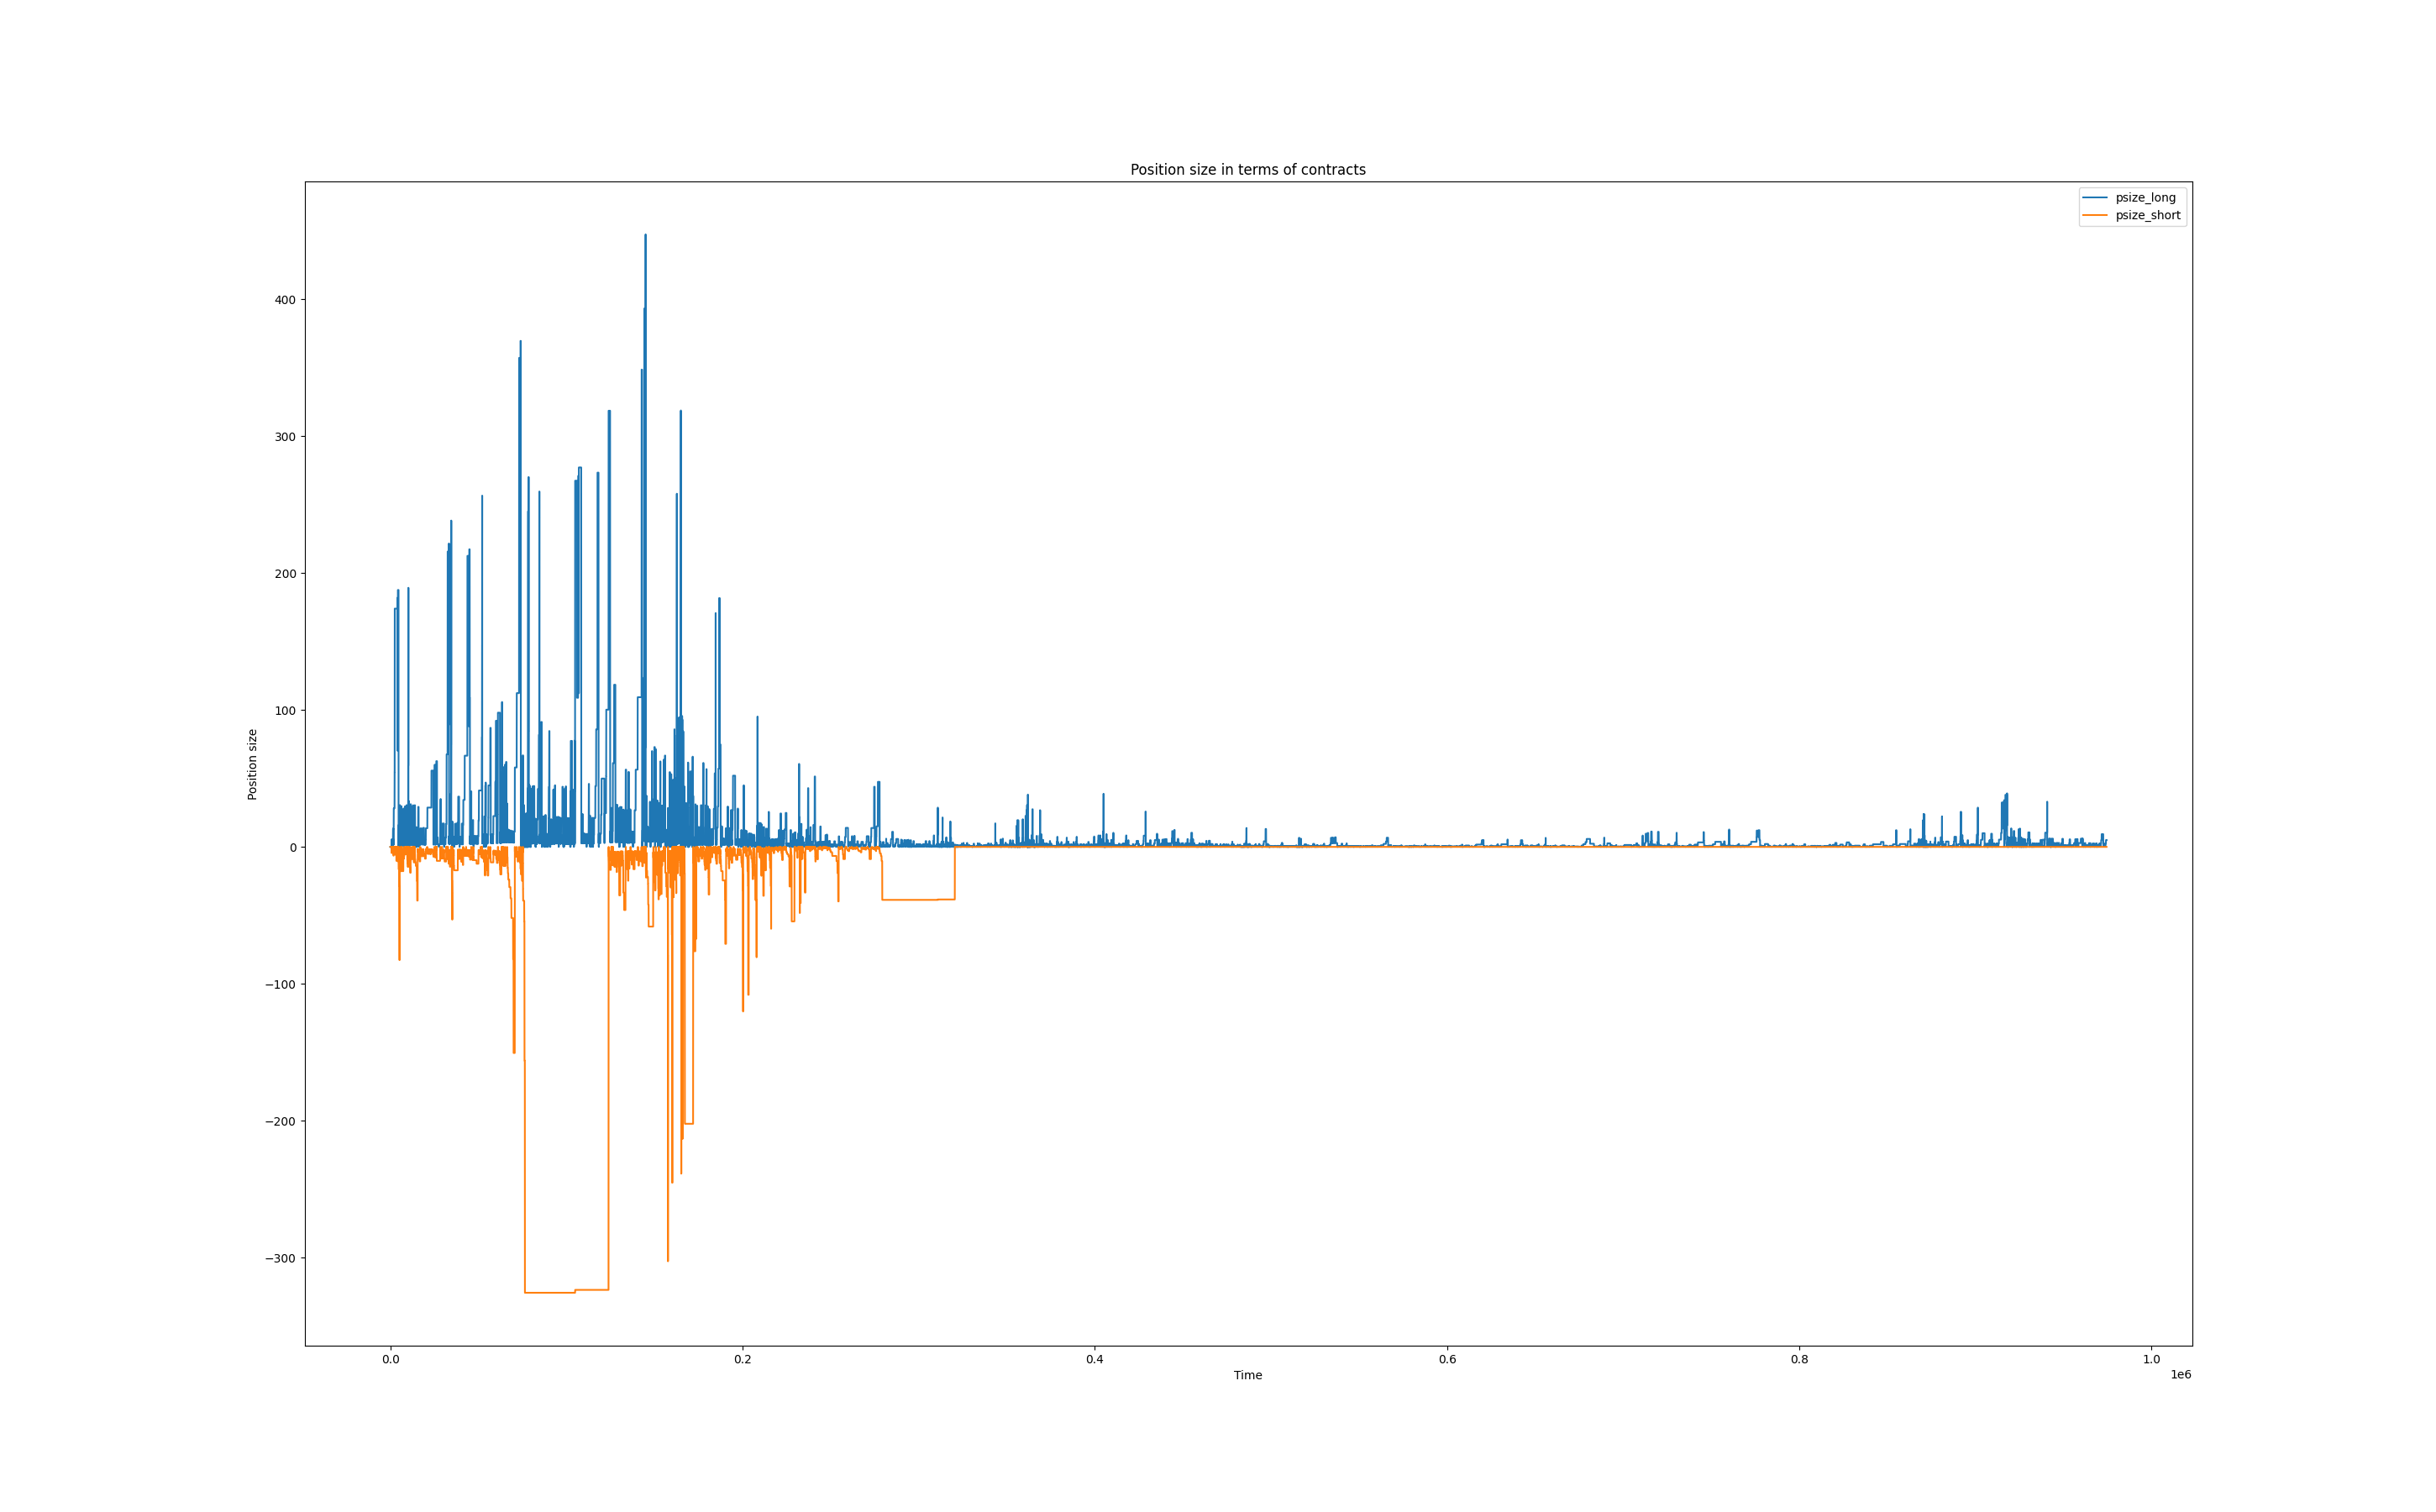 Position size in terms of contracts
psize_long
psize_short
Position size
400
300
200
100
0
−100
−200
−300
0.0 0.2 0.4 0.6 0.8 1.0
Time
1e6